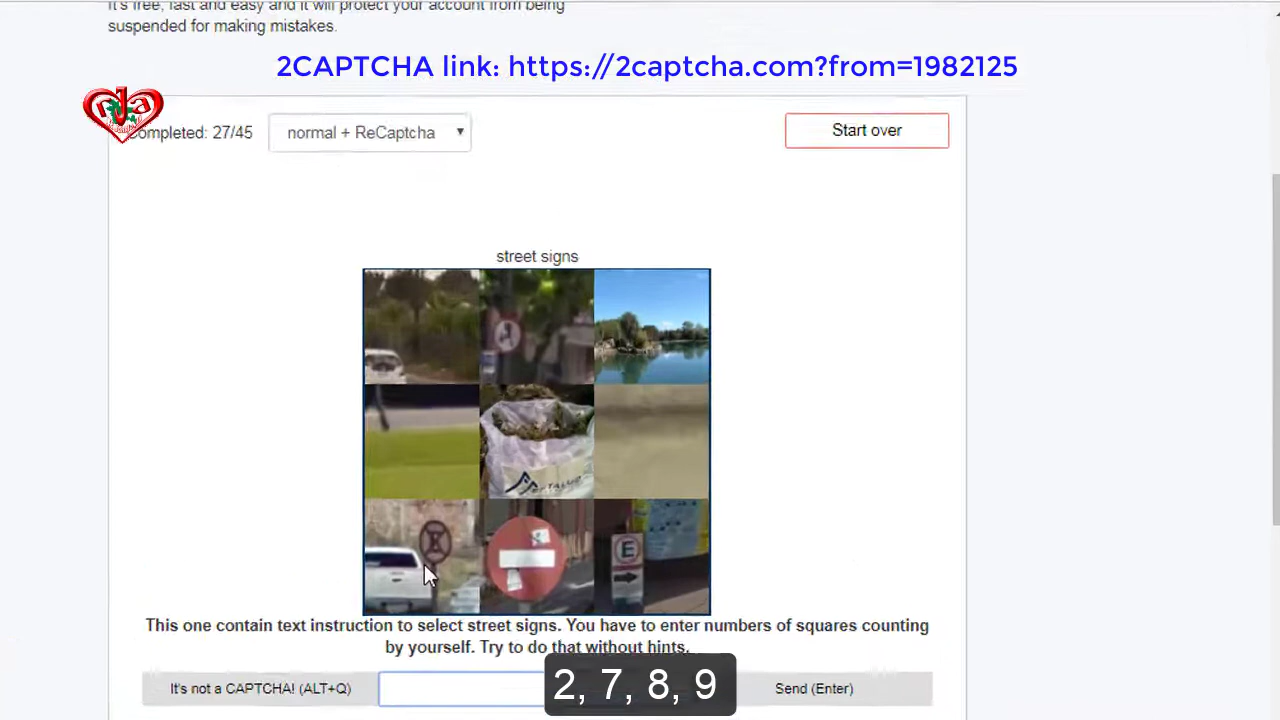 It's free, fast and easy and it will protect your account from being
suspended for making mistakes.
2CAPTCHA link: https://2captcha.com?from=1982125
Completed: 27/45
normal + ReCaptcha
Start over
street signs
E
This one contain text instruction to select street signs. You have to enter numbers of squares counting
by yourself. Try to do that without hints.
It's not a CAPTCHA! (ALT+Q)
2, 7, 8, 9
Send (Enter)